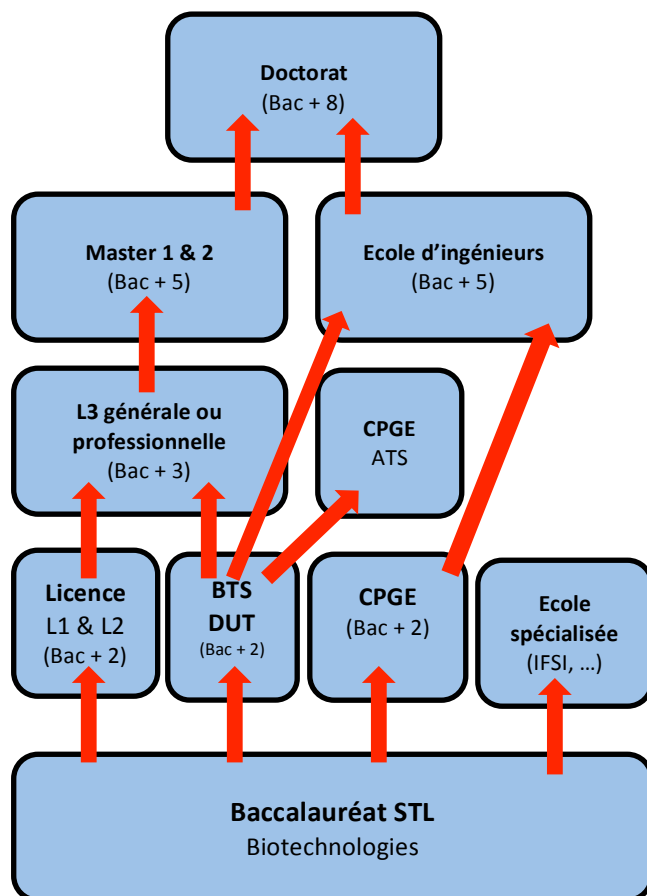 Doctorat
(Bac + 8)
Master 1 & 2
(Bac + 5)
Ecole d’ingénieurs
(Bac + 5)
L3 générale ou
professionnelle
(Bac + 3)
CPGE
ATS
Licence
L1 & L2
(Bac + 2)
BTS
DUT
(Bac + 2)
CPGE
(Bac + 2)
Ecole
spécialisée
(IFSI, ...)
Baccalauréat STL
Biotechnologies